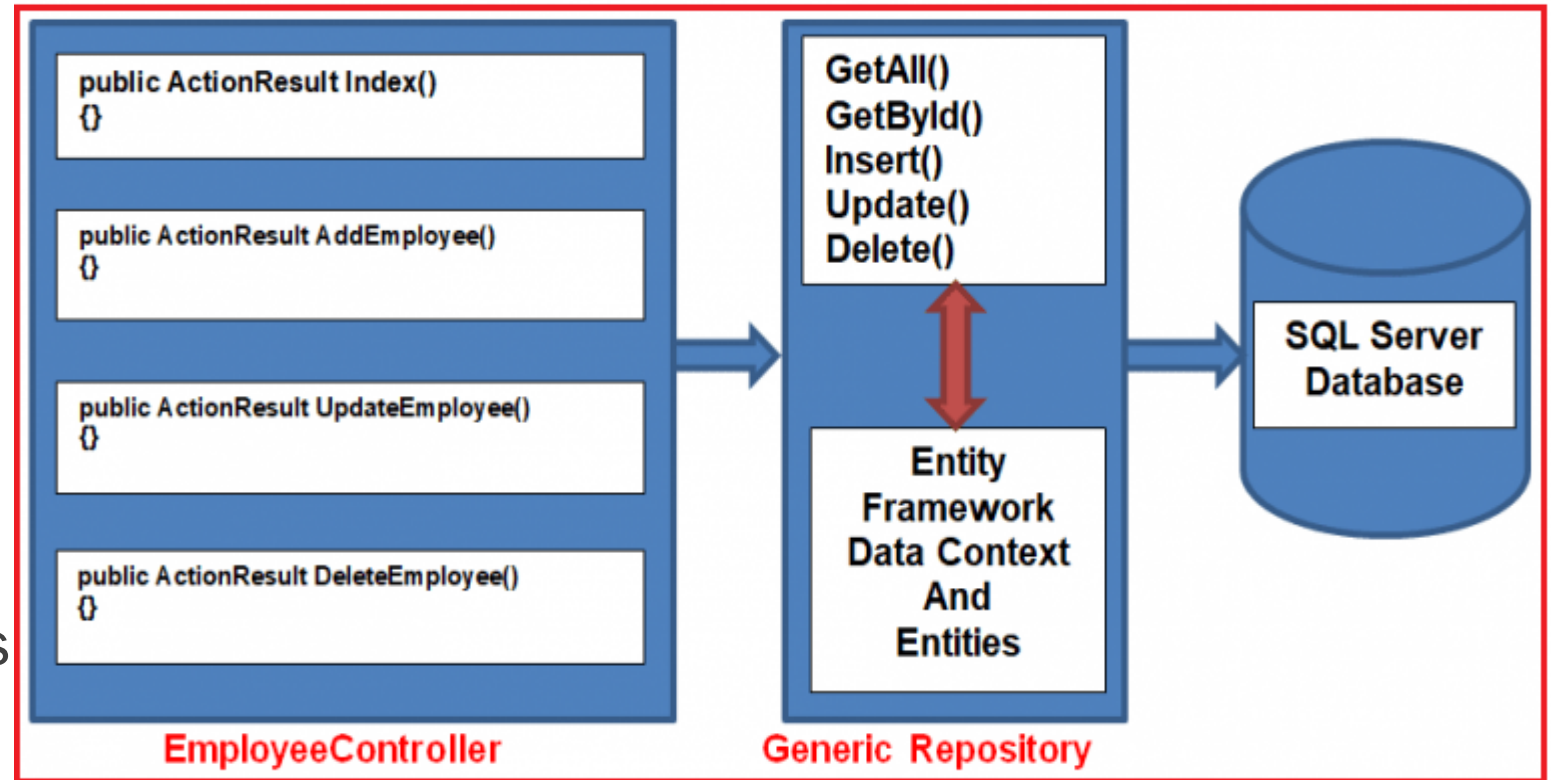 public ActionResult Index()
{}
public ActionResult AddEmployee()
{}
public ActionResult UpdateEmployee()
{}
public ActionResult DeleteEmployee()
{}
s
EmployeeController
GetAll()
GetById()
Insert()
Update()
Delete()
Entity
Framework
Data Context
And
Entities
Generic Repository
SQL Server
Database